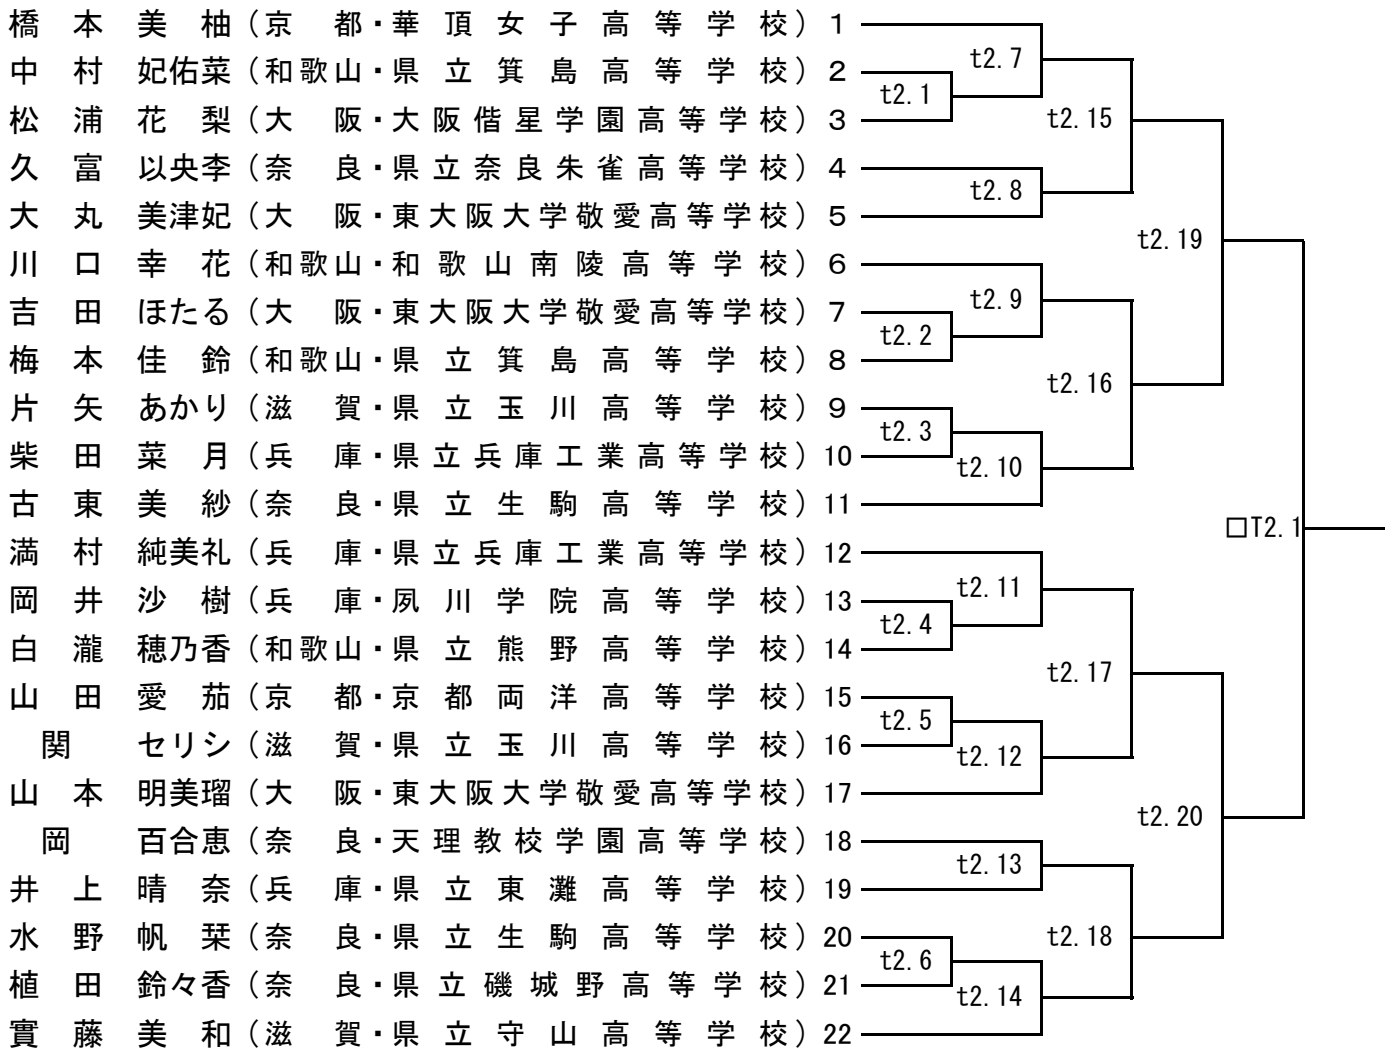 橋本 美柚(京都・華頂女子高等学校) 1
t2.7
中村 妃佑菜(和歌山・県立箕島高等学校) 2
t2.1
松浦 花梨(大阪・大阪偕星学園高等学校) 3
t2.15
久富 以央李(奈良・県立奈良朱雀高等学校) 4
t2.8
大丸 美津妃(大阪・東大阪大学敬愛高等学校) 5
t2.19
川口 幸花(和歌山・和歌山南陵高等学校) 6
t2.9
吉田 ほたる(大阪・東大阪大学敬愛高等学校) 7
t2.2
梅本 佳鈴(和歌山・県立箕島高等学校) 8
t2.16
片矢 あかり(滋賀・県立玉川高等学校) 9
t2.3
柴田 菜月(兵庫・県立兵庫工業高等学校) 10
t2.10
古東 美紗(奈良・県立生駒高等学校) 11
□T2.1
満村 純美礼(兵庫・県立兵庫工業高等学校) 12
t2.11
岡井 沙樹(兵庫・夙川学院高等学校) 13
t2.4
白瀧 穂乃香(和歌山・県立熊野高等学校) 14
t2.17
山田 愛茄(京都・京都両洋高等学校) 15
t2.5
関 セリシ(滋賀・県立玉川高等学校) 16
t2.12
山本 明美瑠(大阪・東大阪大学敬愛高等学校) 17
t2.20
岡 百合恵(奈良・天理教校学園高等学校) 18
t2.13
井上 晴奈(兵庫・県立東灘高等学校) 19
水野 帆栞(奈良・県立生駒高等学校) 20
t2.18
t2.6
植田 鈴々香(奈良・県立磯城野高等学校) 21
t2.14
實藤 美和(滋賀・県立守山高等学校) 22